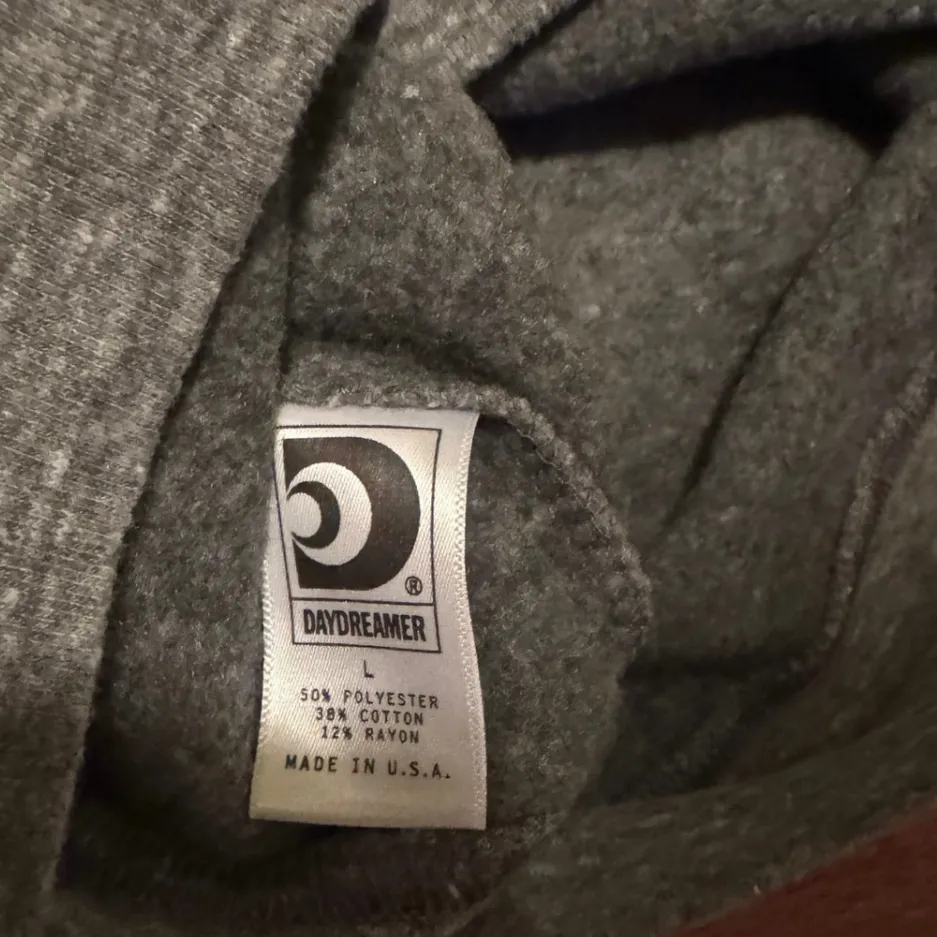 ®
DAYDREAMER
L
50% POLYESTER
38% COTTON
12% RAYON
MADE IN U.S.A.